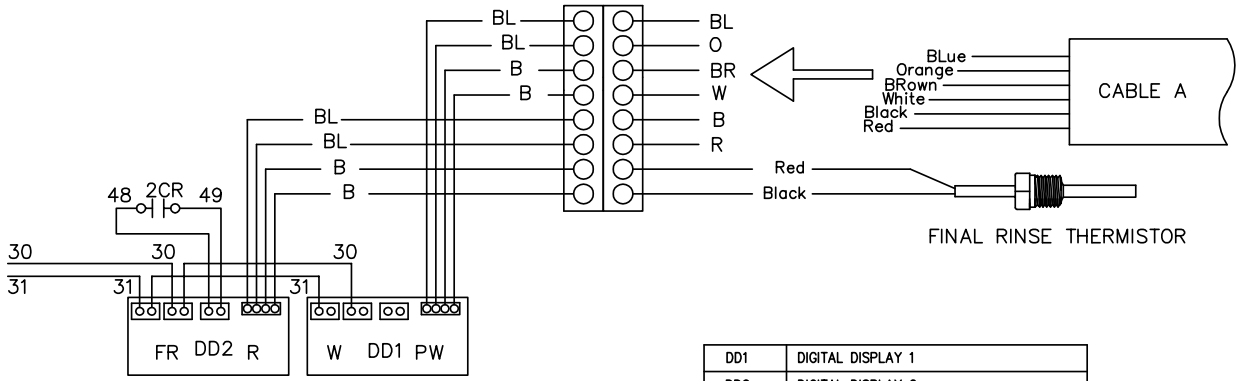 BL BL
BL O
B BR
B W
BL B
BL R
B Red
B Black
BLue
Orange
BRown
White
Black
Red
CABLE A
FINAL RINSE THERMISTOR
48 2CR 49
30 30 30
31 31 31
FR DD2 R
W DD1 PW
DD1 DIGITAL DISPLAY 1